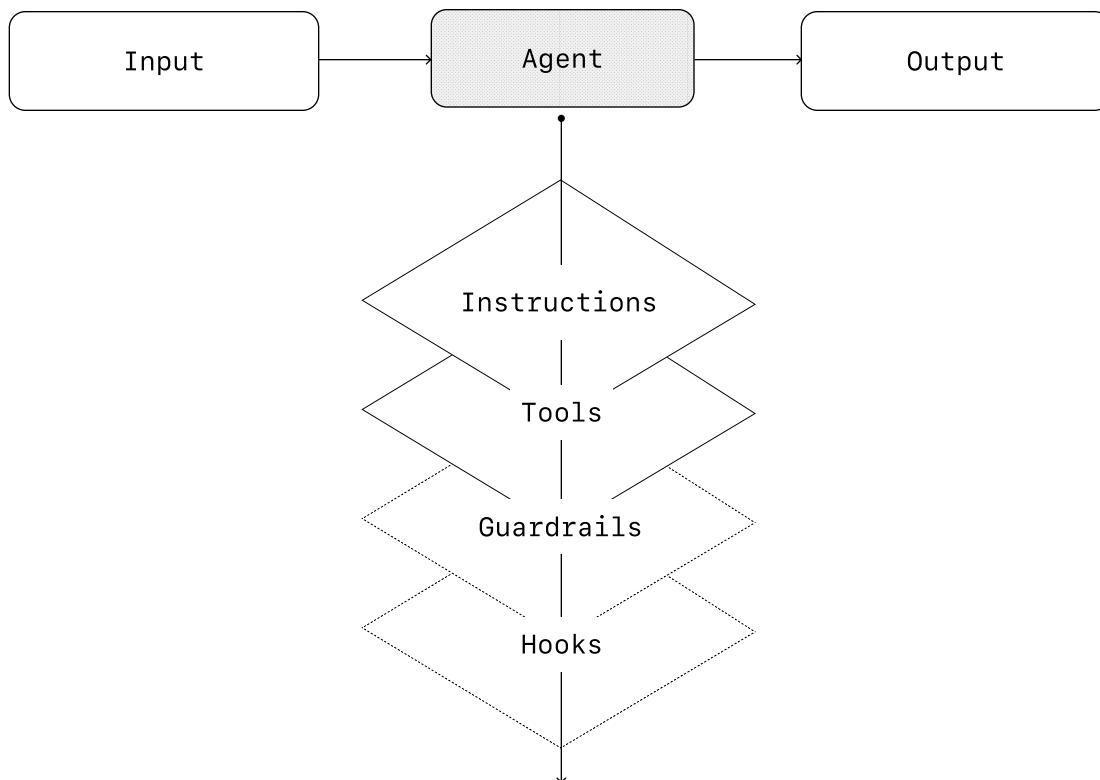 Input
Agent
Output
Instructions
Tools
Guardrails
Hooks